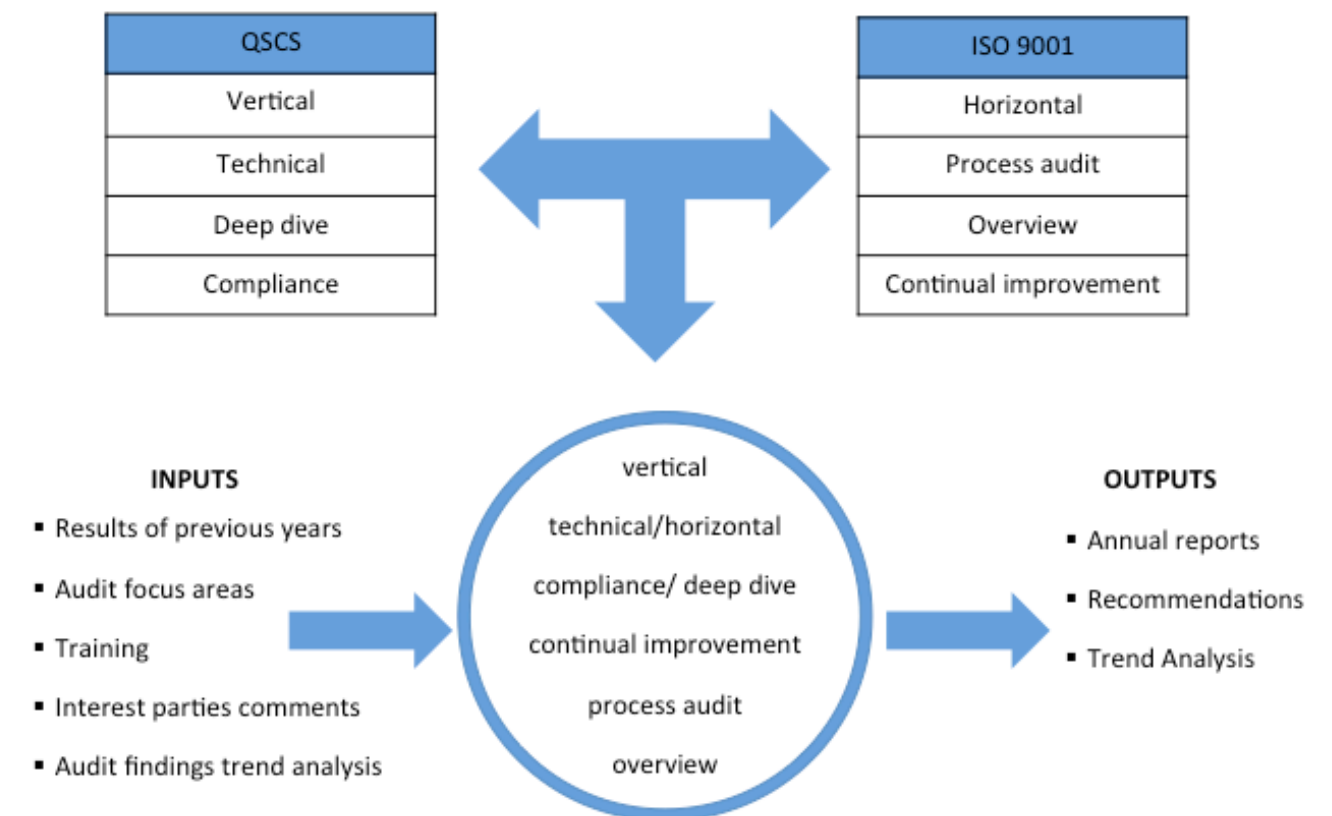 QSCS
Vertical
Technical
Deep dive
Compliance
ISO 9001
Horizontal
Process audit
Overview
Continual improvement
INPUTS
▪ Results of previous years
▪ Audit focus areas
▪ Training
▪ Interest parties comments
▪ Audit findings trend analysis
vertical
technical/horizontal
compliance/ deep dive
continual improvement
process audit
overview
OUTPUTS
▪ Annual reports
▪ Recommendations
▪ Trend Analysis